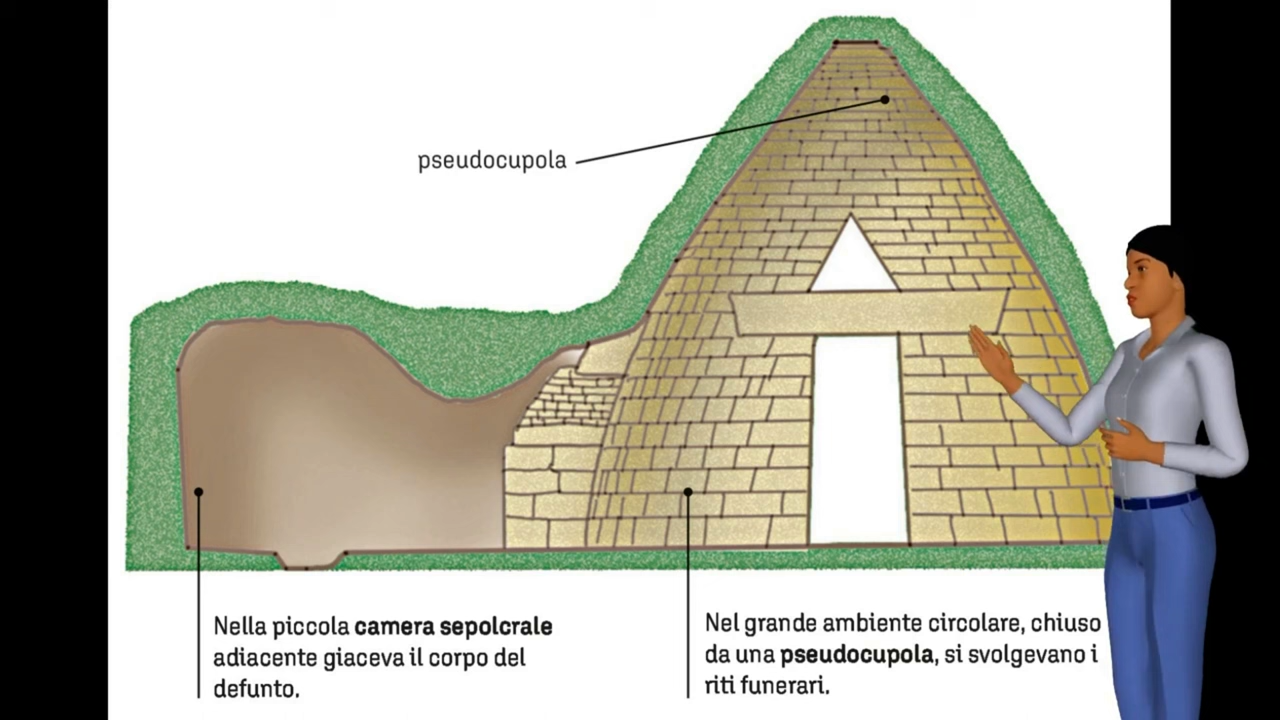 pseudocupola
Nella piccola camera sepolcrale
adiacente giaceva il corpo del
defunto.
Nel grande ambiente circolare, chiuso
da una pseudocupola, si svolgevano i
riti funerari.